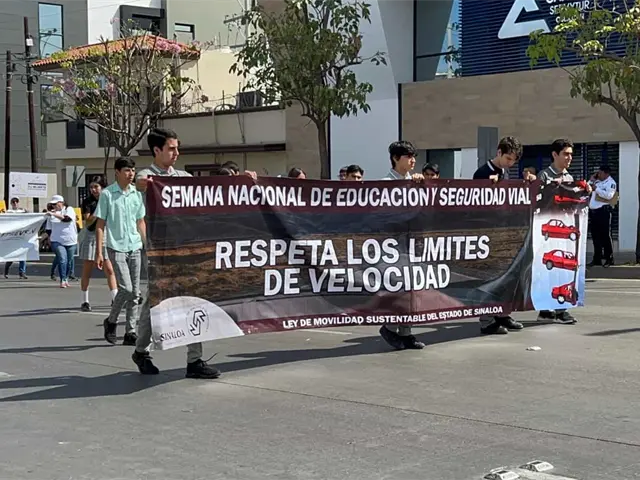 SEMANA NACIONAL DE EDUCACION Y SEGURIDAD VIAL
RESPETA LOS LIMITES
DE VELOCIDAD
SINALOA
LEY DE MOVILIDAD SUSTENTABLE DEL ESTADO DE SINALOA